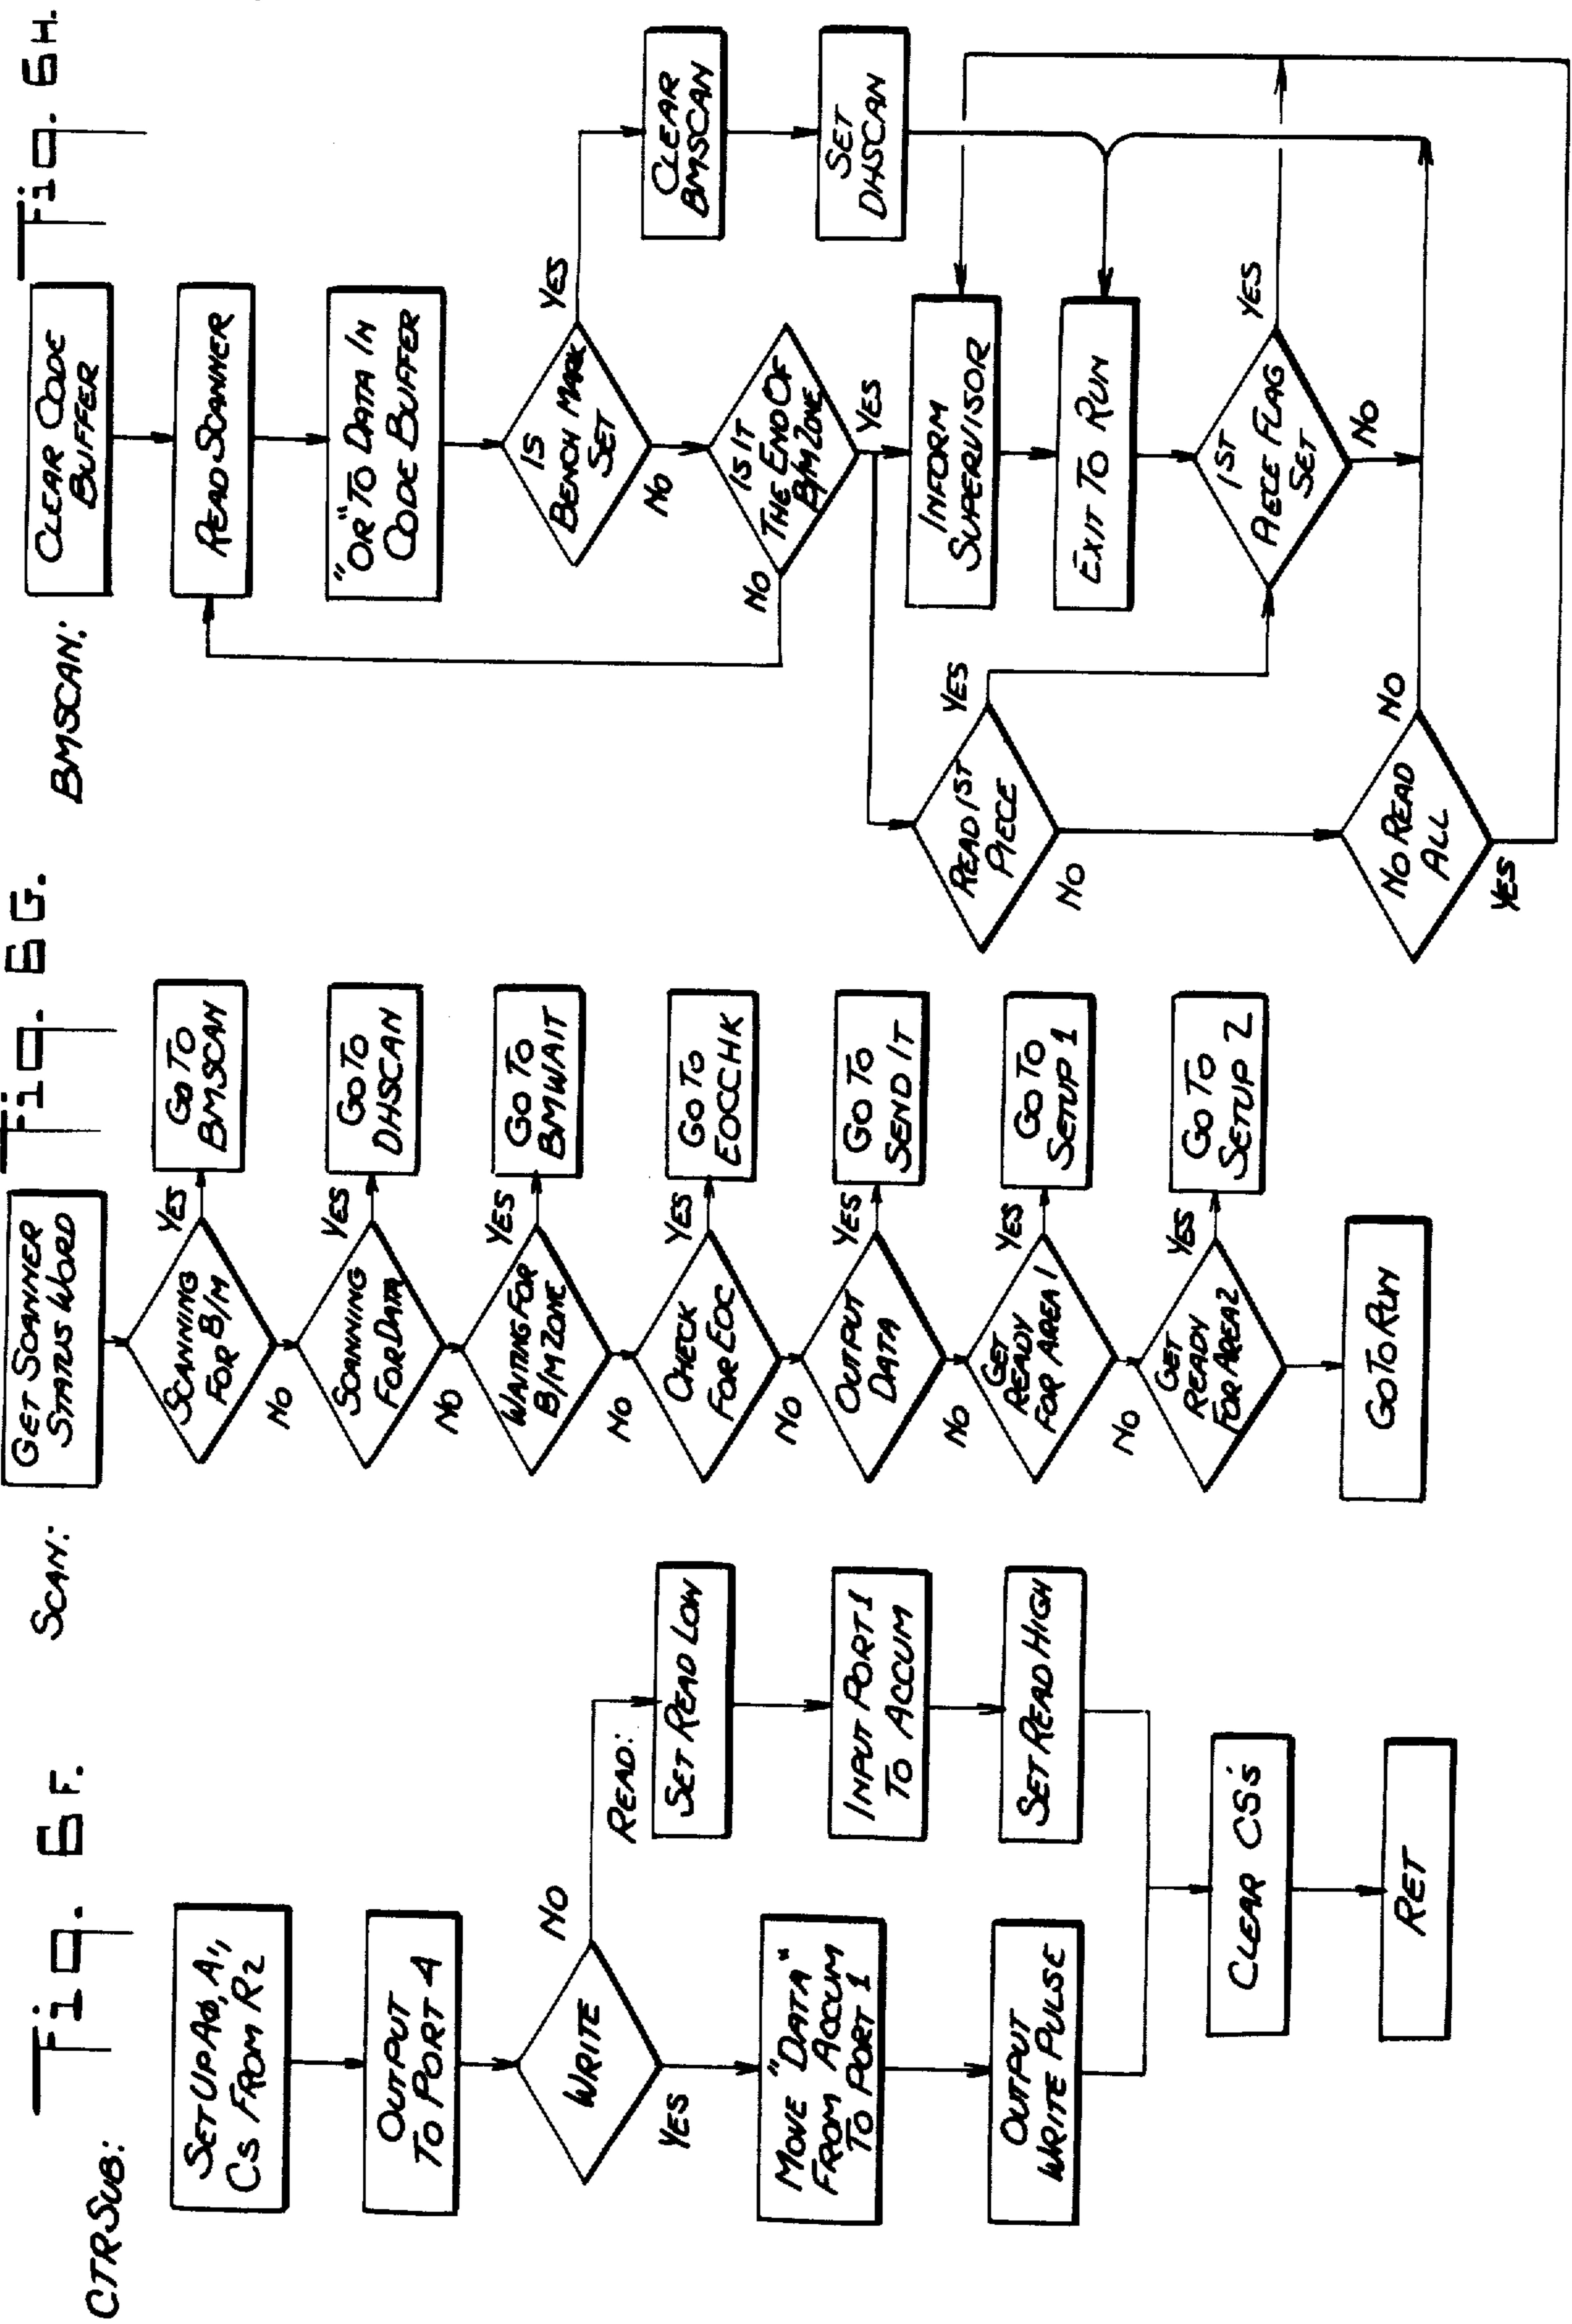 Fig. 6F.
CTRSUB:
SET UP AØ, A1,
CS FROM R2
OUTPUT
TO PORT 4
WRITE
NO
YES
READ:
MOVE "DATA"
FROM ACCUM
TO PORT 1
OUTPUT
WRITE PULSE
SET READ LOW
INPUT PORT 1
TO ACCUM
SET READ HIGH
CLEAR CS'S
RET
Fig. 6G.
SCAN:
GET SCANNER
STATUS WORD
SCANNING
FOR B/M
YES
GO TO
BMSCAN
NO
SCANNING
FOR DATA
YES
GO TO
DHSCAN
NO
WAITING FOR
B/M ZONE
YES
GO TO
BMWAIT
NO
CHECK
FOR EOC
YES
GO TO
EOCCHK
NO
OUTPUT
DATA
YES
GO TO
SEND IT
NO
GET
READY
FOR AREA 1
YES
GO TO
SETUP 1
NO
GET
READY
FOR AREA 2
YES
GO TO
SETUP 2
GO TO RUN
Fig. 6H.
BMSCAN:
CLEAR CODE
BUFFER
READ SCANNER
"OR" TO DATA IN
CODE BUFFER
IS
BENCH MARK
SET
YES
NO
CLEAR
BMSCAN
SET
DHSCAN
IS IT
THE END OF
B/M ZONE
NO
YES
INFORM
SUPERVISOR
EXIT TO RUN
1ST
PIECE FLAG
SET
YES
NO
READ 1ST
PIECE
YES
NO
NO READ
ALL
NO
YES